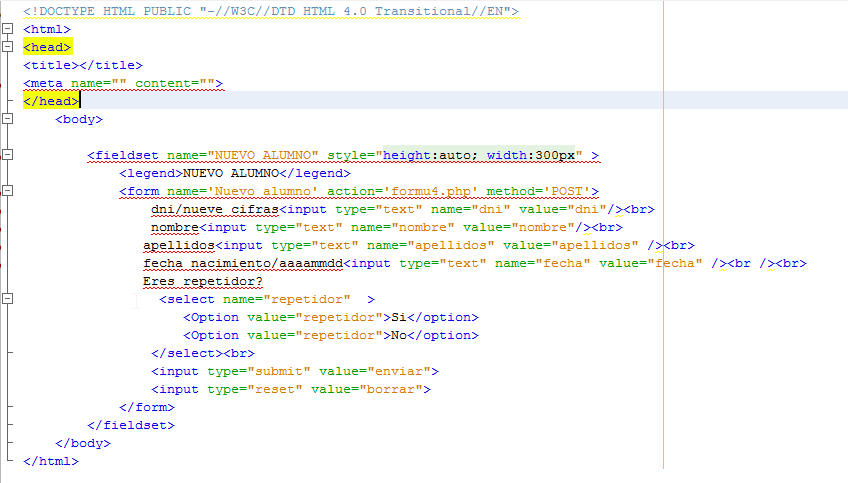 <!DOCTYPE HTML PUBLIC "-//W3C//DTD HTML 4.0 Transitional//EN">
<html>
<head>
<title></title>
<meta name="" content="">
</head>
<body>
<fieldset name="NUEVO ALUMNO" style="height:auto; width:300px" >
<legend>NUEVO ALUMNO</legend>
<form name='Nuevo alumno' action='formu4.php' method='POST'>
dni/nueve cifras<input type="text" name="dni" value="dni"/><br>
nombre<input type="text" name="nombre" value="nombre"/><br>
apellidos<input type="text" name="apellidos" value="apellidos" /><br>
fecha nacimiento/aaaammdd<input type="text" name="fecha" value="fecha" /><br /><br>
Eres repetidor?
<select name="repetidor"  >
<Option value="repetidor">Si</option>
<Option value="repetidor">No</option>
</select><br>
<input type="submit" value="enviar">
<input type="reset" value="borrar">
</form>
</fieldset>
</body>
</html>